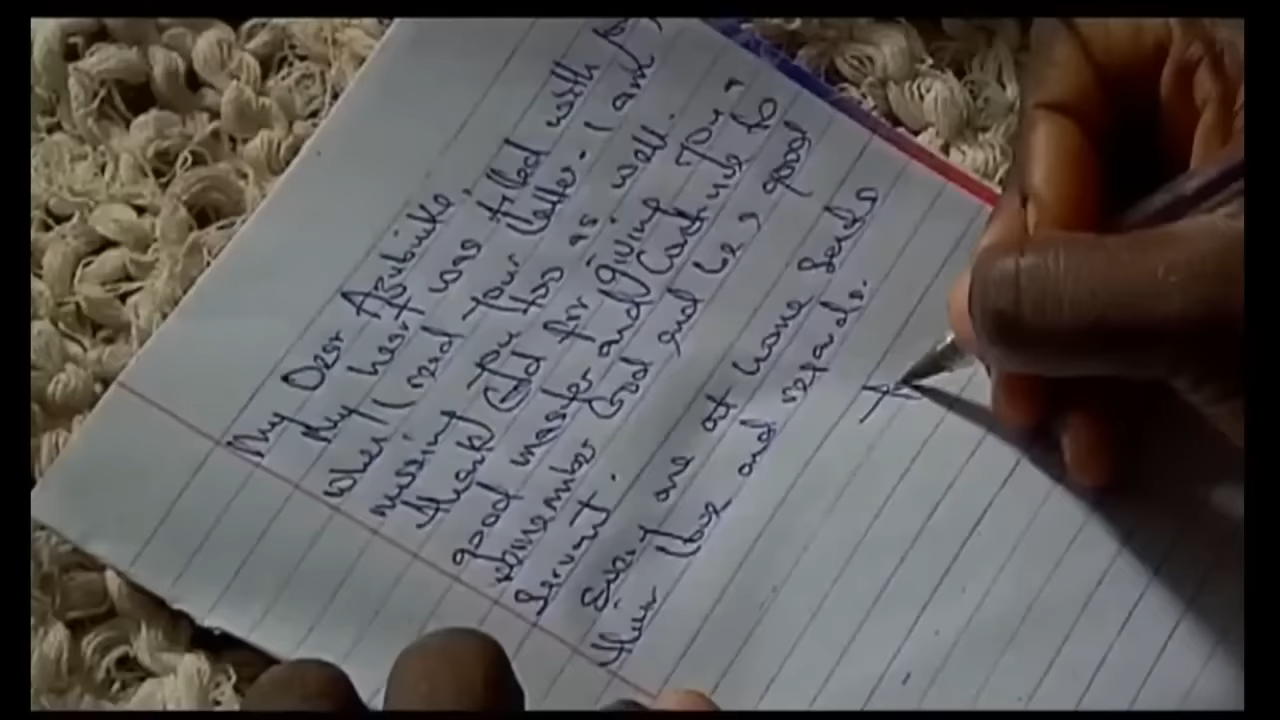 My Dear Azubuike
My heart was filled with joy
when I read your letter. I am
missing you too as well.
thank God for giving you a
good master and Continue to
remember God and be a good
servant.
Every one at home sends
their love and regards.